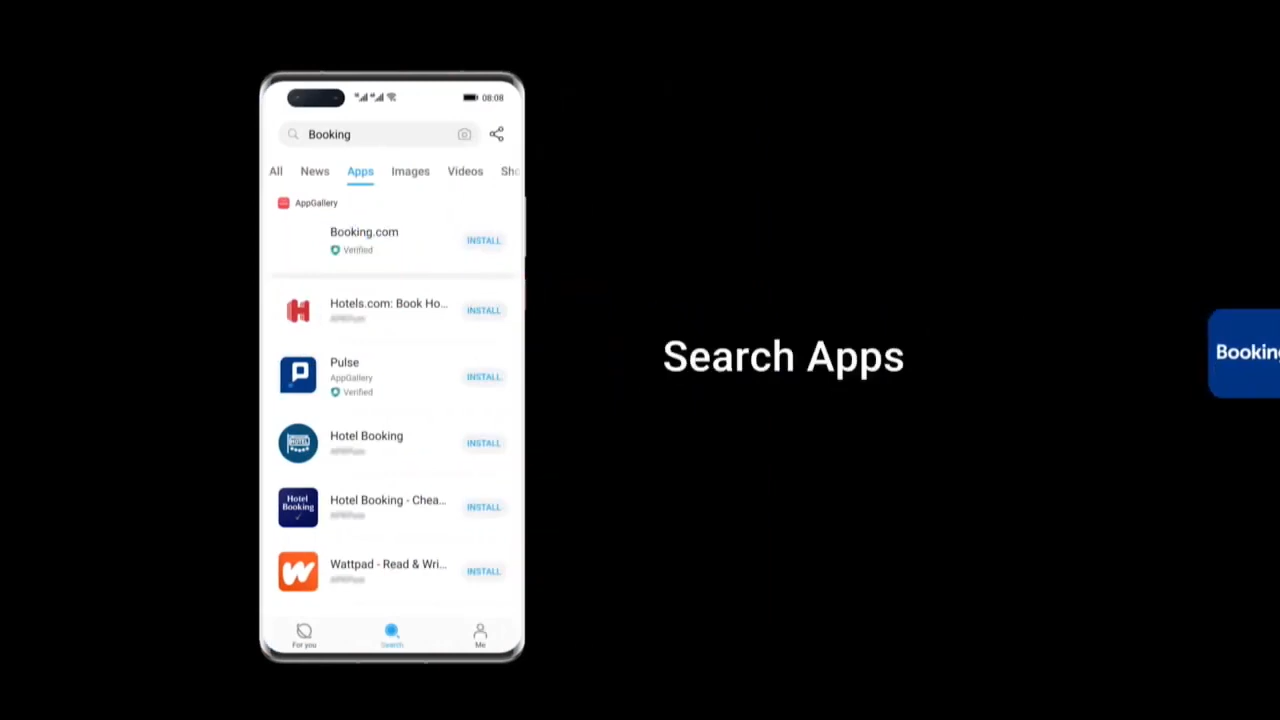 08:08
Booking
All News Apps Images Videos Sho
AppGallery
Booking.com
Verified
INSTALL
Hotels.com: Book Ho...
INSTALL
Pulse
AppGallery
Verified
INSTALL
Hotel Booking
INSTALL
Hotel
Booking
Hotel Booking - Chea...
INSTALL
Wattpad - Read & Wri...
INSTALL
For you Search Me
Search Apps
Booking